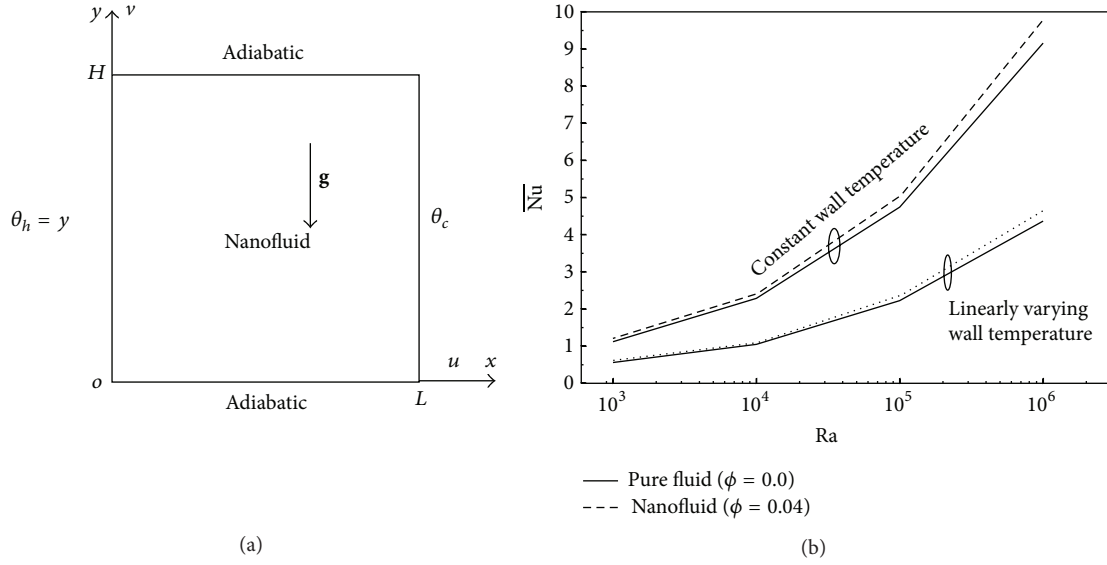 y
v
Adiabatic
H
g
θh = y
θc
Nanofluid
u
x
o
L
Adiabatic
(a)
10
9
8
7
6
5
4
3
2
1
0
Nu
Constant wall temperature
Linearly varying
wall temperature
10³
10⁴
10⁵
10⁶
Ra
Pure fluid (ϕ = 0.0)
Nanofluid (ϕ = 0.04)
(b)